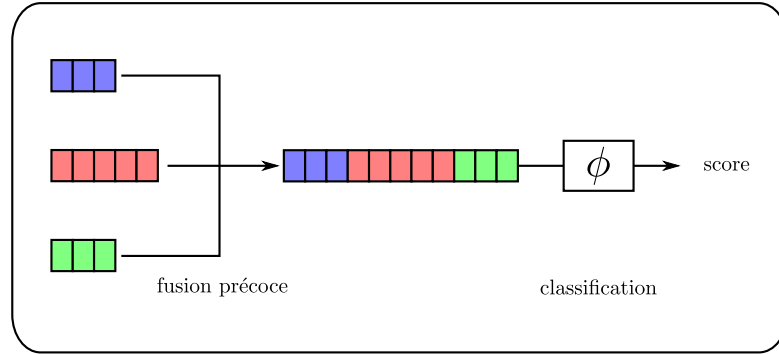 ϕ
score
fusion précoce
classification